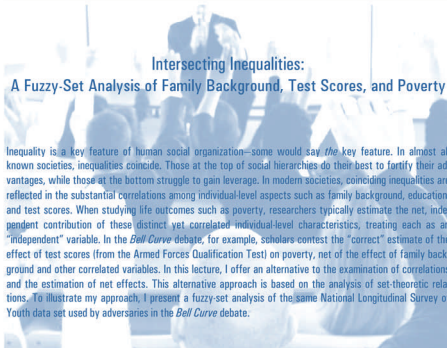 Intersecting Inequalities:
A Fuzzy-Set Analysis of Family Background, Test Scores, and Poverty
Inequality is a key feature of human social organization—some would say the key feature. In almost al
known societies, inequalities coincide. Those at the top of social hierarchies do their best to fortify their ad
vantages, while those at the bottom struggle to gain leverage. In modern societies, coinciding inequalities ar
reflected in the substantial correlations among individual-level aspects such as family background, education
and test scores. When studying life outcomes such as poverty, researchers typically estimate the net, inde
pendent contribution of these distinct yet correlated individual-level characteristics, treating each as a
"independent" variable. In the Bell Curve debate, for example, scholars contest the "correct" estimate of th
effect of test scores (from the Armed Forces Qualification Test) on poverty, net of the effect of family back
ground and other correlated variables. In this lecture, I offer an alternative to the examination of correlation
and the estimation of net effects. This alternative approach is based on the analysis of set-theoretic rela
tions. To illustrate my approach, I present a fuzzy-set analysis of the same National Longitudinal Survey o
Youth data set used by adversaries in the Bell Curve debate.